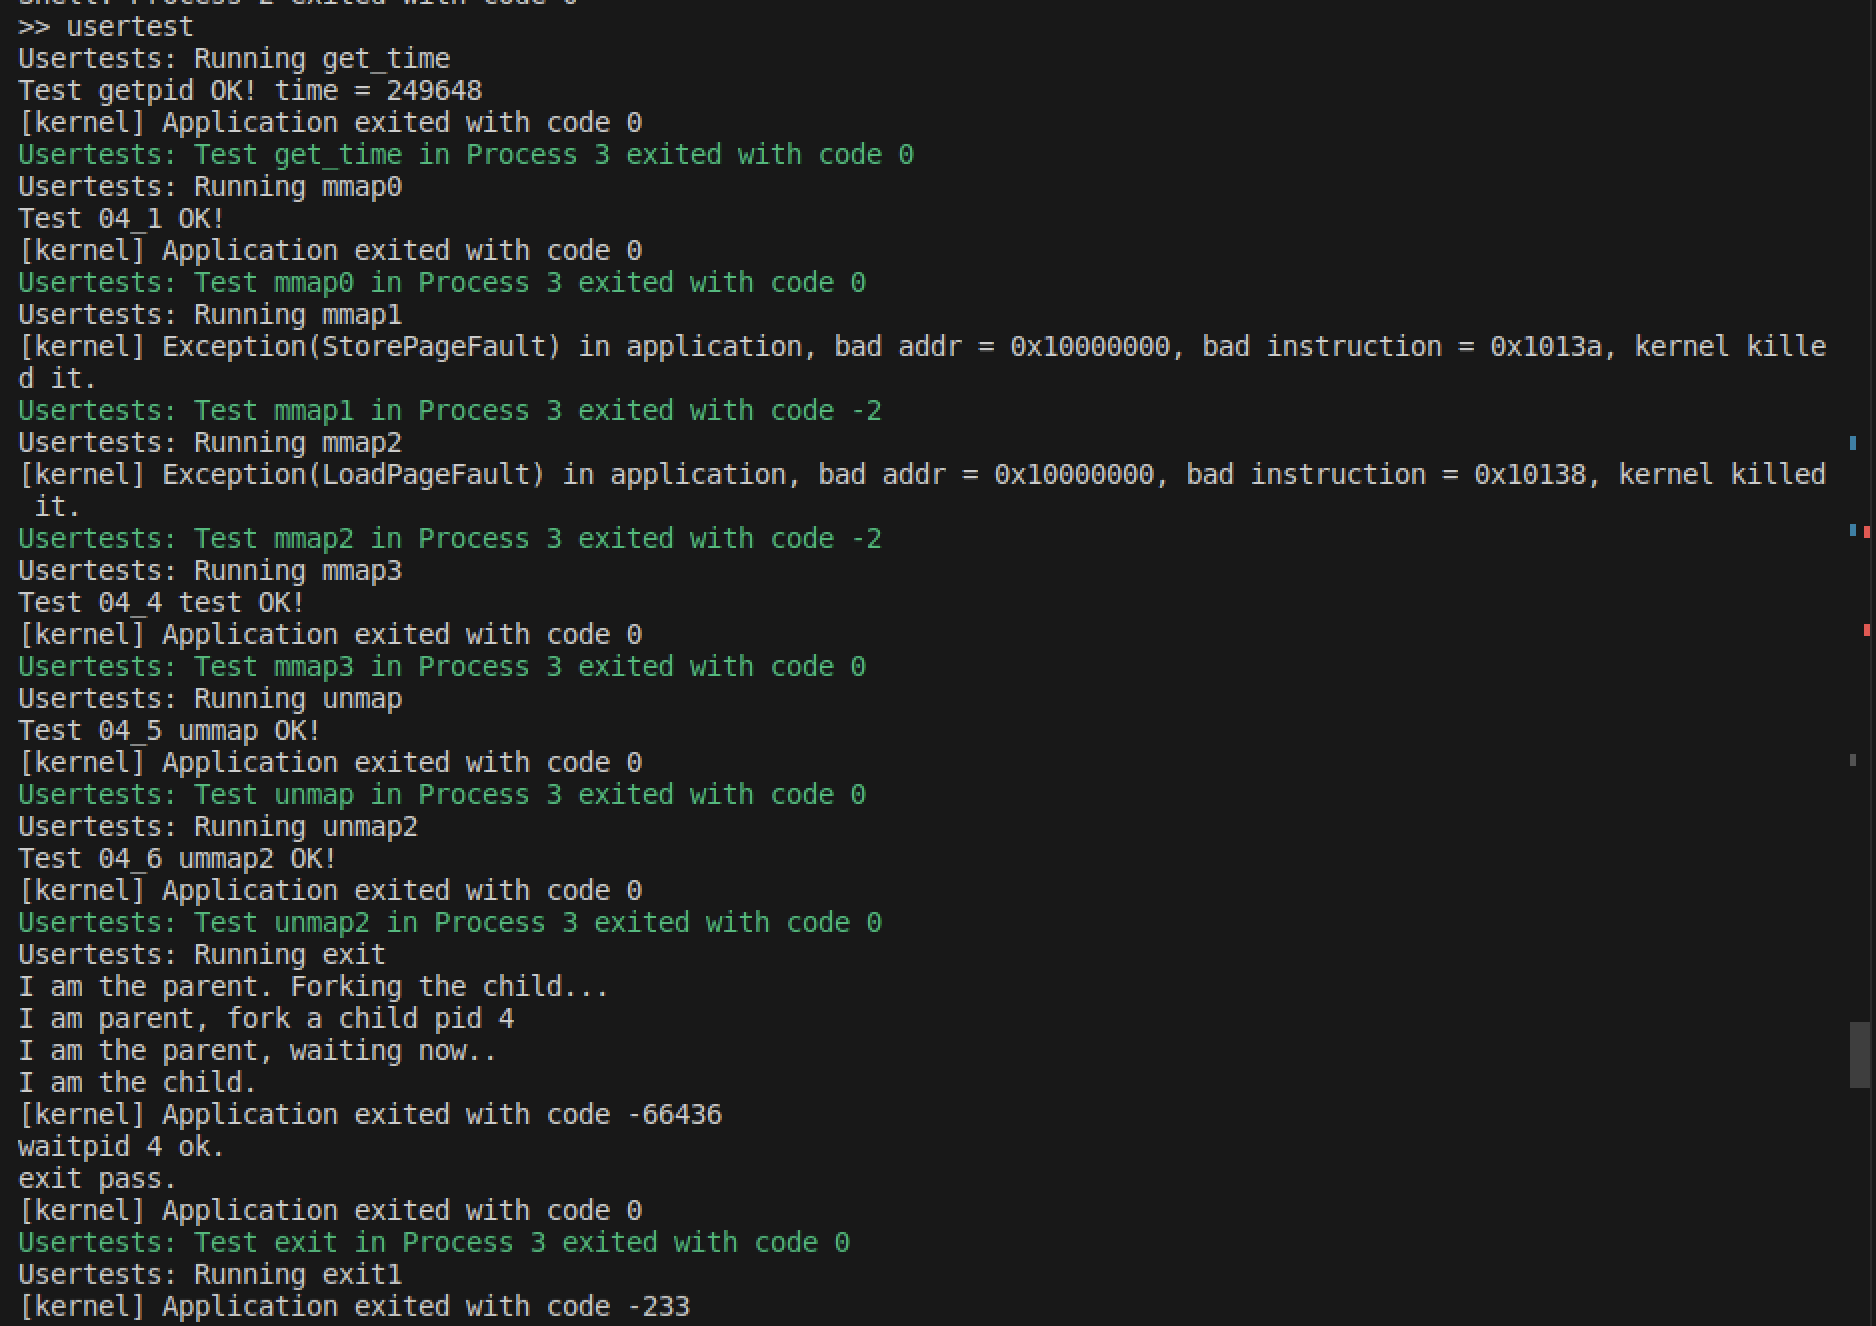 Shell: Process 2 exited with code 0
>> usertest
Usertests: Running get_time
Test getpid OK! time = 249648
[kernel] Application exited with code 0
Usertests: Test get_time in Process 3 exited with code 0
Usertests: Running mmap0
Test 04_1 OK!
[kernel] Application exited with code 0
Usertests: Test mmap0 in Process 3 exited with code 0
Usertests: Running mmap1
[kernel] Exception(StorePageFault) in application, bad addr = 0x10000000, bad instruction = 0x1013a, kernel kille
d it.
Usertests: Test mmap1 in Process 3 exited with code -2
Usertests: Running mmap2
[kernel] Exception(LoadPageFault) in application, bad addr = 0x10000000, bad instruction = 0x10138, kernel killed
 it.
Usertests: Test mmap2 in Process 3 exited with code -2
Usertests: Running mmap3
Test 04_4 test OK!
[kernel] Application exited with code 0
Usertests: Test mmap3 in Process 3 exited with code 0
Usertests: Running unmap
Test 04_5 ummap OK!
[kernel] Application exited with code 0
Usertests: Test unmap in Process 3 exited with code 0
Usertests: Running unmap2
Test 04_6 ummap2 OK!
[kernel] Application exited with code 0
Usertests: Test unmap2 in Process 3 exited with code 0
Usertests: Running exit
I am the parent. Forking the child...
I am parent, fork a child pid 4
I am the parent, waiting now..
I am the child.
[kernel] Application exited with code -66436
waitpid 4 ok.
exit pass.
[kernel] Application exited with code 0
Usertests: Test exit in Process 3 exited with code 0
Usertests: Running exit1
[kernel] Application exited with code -233